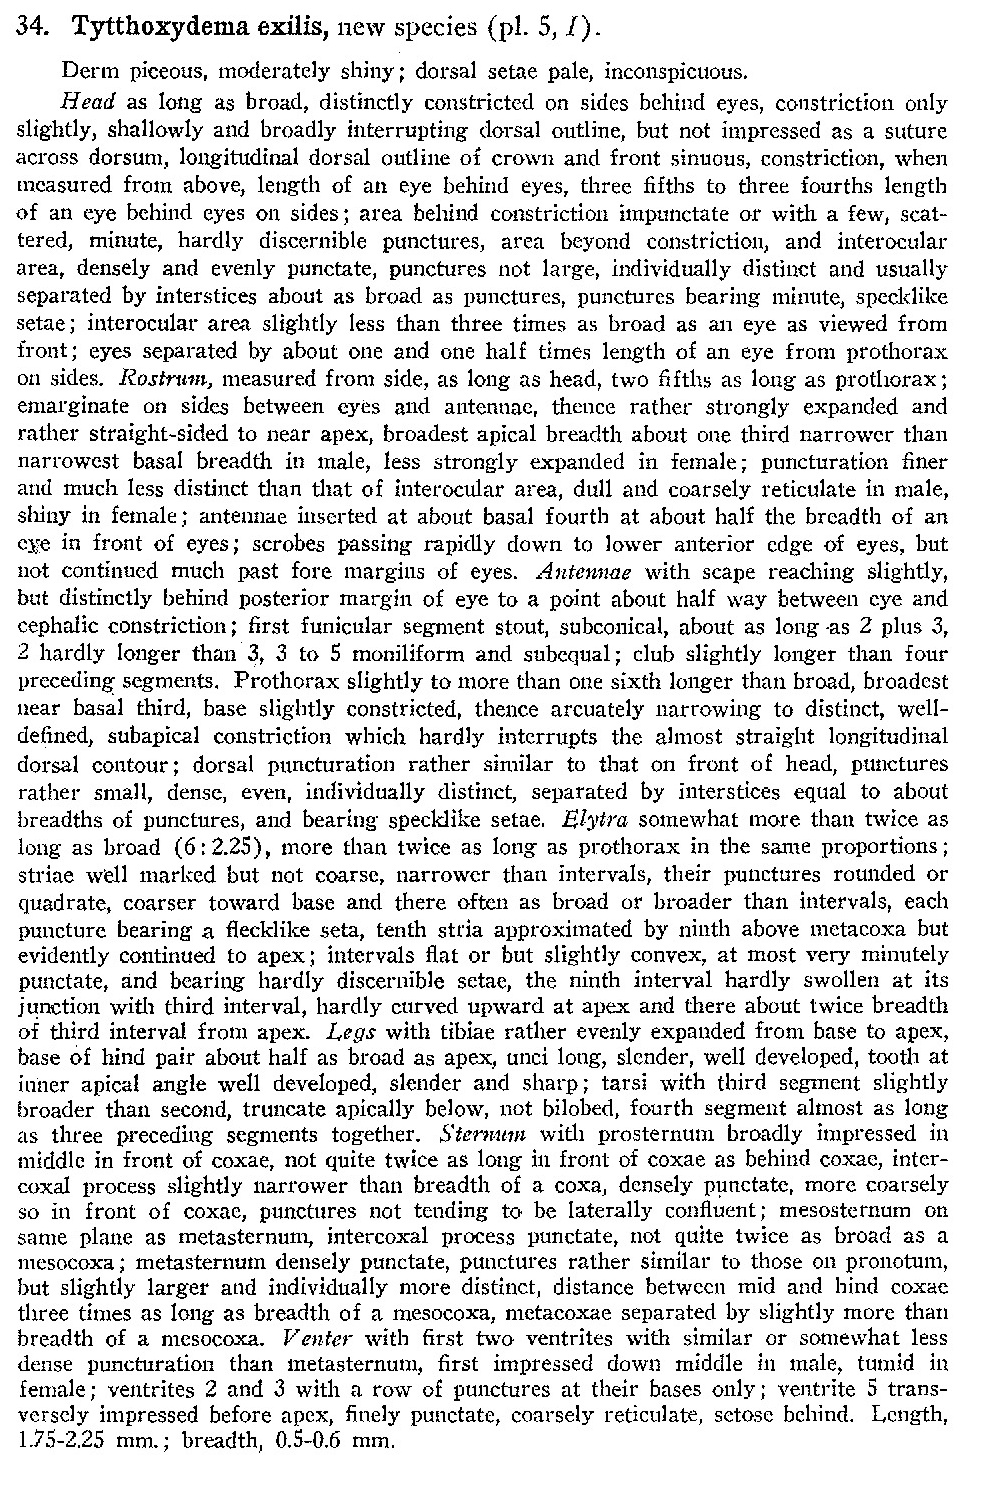 34. Tytthoxydema exilis, new species (pl. 5, I).
Derm piceous, moderately shiny; dorsal setae pale, inconspicuous.
Head as long as broad, distinctly constricted on sides behind eyes, constriction only
slightly, shallowly and broadly interrupting dorsal outline, but not impressed as a suture
across dorsum, longitudinal dorsal outline of crown and front sinuous, constriction, when
measured from above, length of an eye behind eyes, three fifths to three fourths length
of an eye behind eyes on sides; area behind constriction impunctate or with a few, scat-
tered, minute, hardly discernible punctures, area beyond constriction, and interocular
area, densely and evenly punctate, punctures not large, individually distinct and usually
separated by interstices about as broad as punctures, punctures bearing minute, specklike
setae; interocular area slightly less than three times as broad as an eye as viewed from
front; eyes separated by about one and one half times length of an eye from prothorax
on sides. Rostrum, measured from side, as long as head, two fifths as long as prothorax;
emarginate on sides between eyes and antennae, thence rather strongly expanded and
rather straight-sided to near apex, broadest apical breadth about one third narrower than
narrowest basal breadth in male, less strongly expanded in female; puncturation finer
and much less distinct than that of interocular area, dull and coarsely reticulate in male,
shiny in female; antennae inserted at about basal fourth at about half the breadth of an
eye in front of eyes; scrobes passing rapidly down to lower anterior edge of eyes, but
not continued much past fore margins of eyes. Antennae with scape reaching slightly,
but distinctly behind posterior margin of eye to a point about half way between eye and
cephalic constriction; first funicular segment stout, subconical, about as long as 2 plus 3,
2 hardly longer than 3, 3 to 5 moniliform and subequal; club slightly longer than four
preceding segments. Prothorax slightly to more than one sixth longer than broad, broadest
near basal third, base slightly constricted, thence arcuately narrowing to distinct, well-
defined, subapical constriction which hardly interrupts the almost straight longitudinal
dorsal contour; dorsal puncturation rather similar to that on front of head, punctures
rather small, dense, even, individually distinct, separated by interstices equal to about
breadths of punctures, and bearing specklike setae. Elytra somewhat more than twice as
long as broad (6:2.25), more than twice as long as prothorax in the same proportions;
striae well marked but not coarse, narrower than intervals, their punctures rounded or
quadrate, coarser toward base and there often as broad or broader than intervals, each
puncture bearing a flecklike seta, tenth stria approximated by ninth above metacoxa but
evidently continued to apex; intervals flat or but slightly convex, at most very minutely
punctate, and bearing hardly discernible setae, the ninth interval hardly swollen at its
junction with third interval, hardly curved upward at apex and there about twice breadth
of third interval from apex. Legs with tibiae rather evenly expanded from base to apex,
base of hind pair about half as broad as apex, unci long, slender, well developed, tooth at
inner apical angle well developed, slender and sharp; tarsi with third segment slightly
broader than second, truncate apically below, not bilobed, fourth segment almost as long
as three preceding segments together. Sternum with prosternum broadly impressed in
middle in front of coxae, not quite twice as long in front of coxae as behind coxae, inter-
coxal process slightly narrower than breadth of a coxa, densely punctate, more coarsely
so in front of coxae, punctures not tending to be laterally confluent; mesosternum on
same plane as metasternum, intercoxal process punctate, not quite twice as broad as a
mesocoxa; metasternum densely punctate, punctures rather similar to those on pronotum,
but slightly larger and individually more distinct, distance between mid and hind coxae
three times as long as breadth of a mesocoxa, metacoxae separated by slightly more than
breadth of a mesocoxa. Venter with first two ventrites with similar or somewhat less
dense puncturation than metasternum, first impressed down middle in male, tumid in
female; ventrites 2 and 3 with a row of punctures at their bases only; ventrite 5 trans-
versely impressed before apex, finely punctate, coarsely reticulate, setose behind. Length,
1.75-2.25 mm.; breadth, 0.5-0.6 mm.